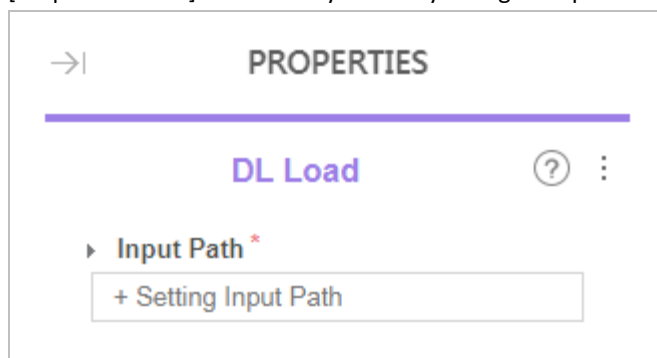 PROPERTIES
DL Load
Input Path *
+ Setting Input Path